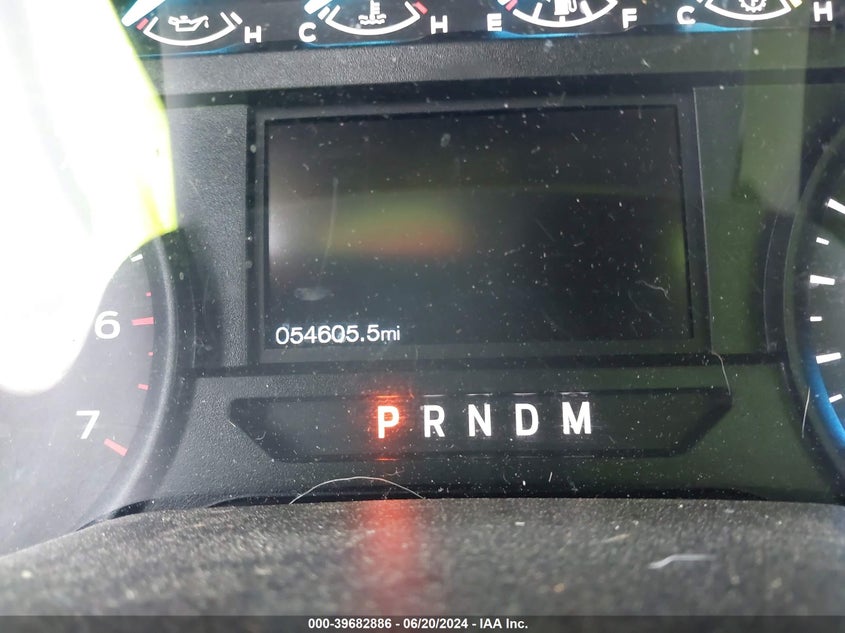 H C H E F C H
6
054605.5mi
7
P R N D M
000-39682886 - 06/20/2024 - IAA Inc.